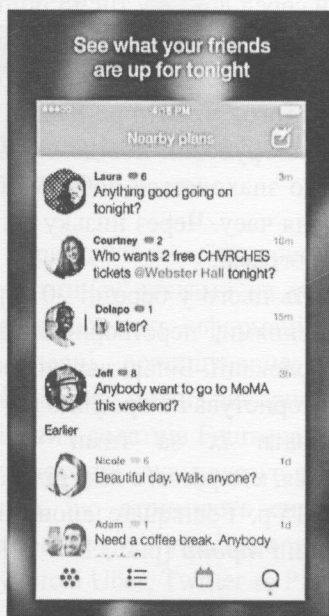 See what your friends
are up for tonight
4:15 PM
Nearby plans
Laura 6 3m
Anything good going on
tonight?
Courtney 2
Who wants 2 free CHVRCHES
tickets @Webster Hall tonight?
Dolapo 1 15m
later?
Jeff 8 3h
Anybody want to go to MoMA
this weekend?
Earlier
Nicole 6 1d
Beautiful day. Walk anyone?
Adam 1 1d
Need a coffee break. Anybody